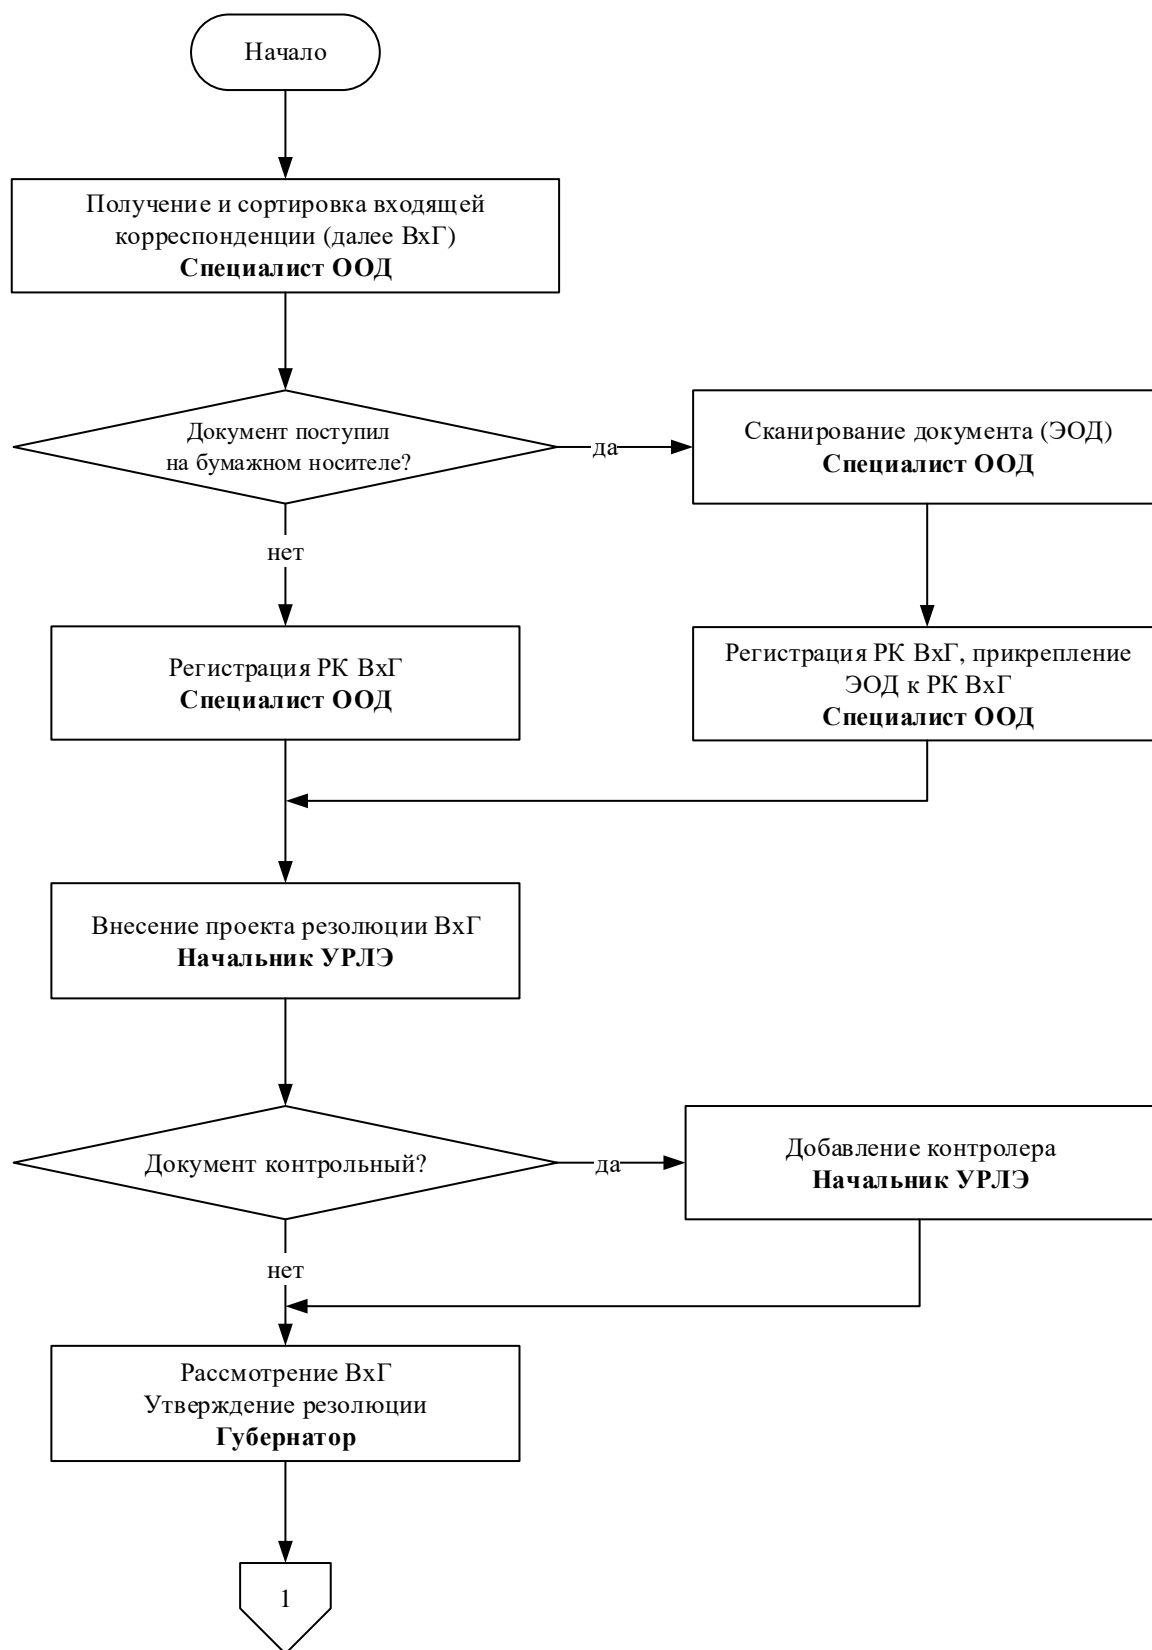 Начало
Получение и сортировка входящей
корреспонденции (далее ВхГ)
Специалист ООД
Документ поступил
на бумажном носителе?
да
Сканирование документа (ЭОД)
Специалист ООД
нет
Регистрация РК ВхГ
Специалист ООД
Регистрация РК ВхГ, прикрепление
ЭОД к РК ВхГ
Специалист ООД
Внесение проекта резолюции ВхГ
Начальник УРЛЭ
Документ контрольный?
да
Добавление контролера
Начальник УРЛЭ
нет
Рассмотрение ВхГ
Утверждение резолюции
Губернатор
1